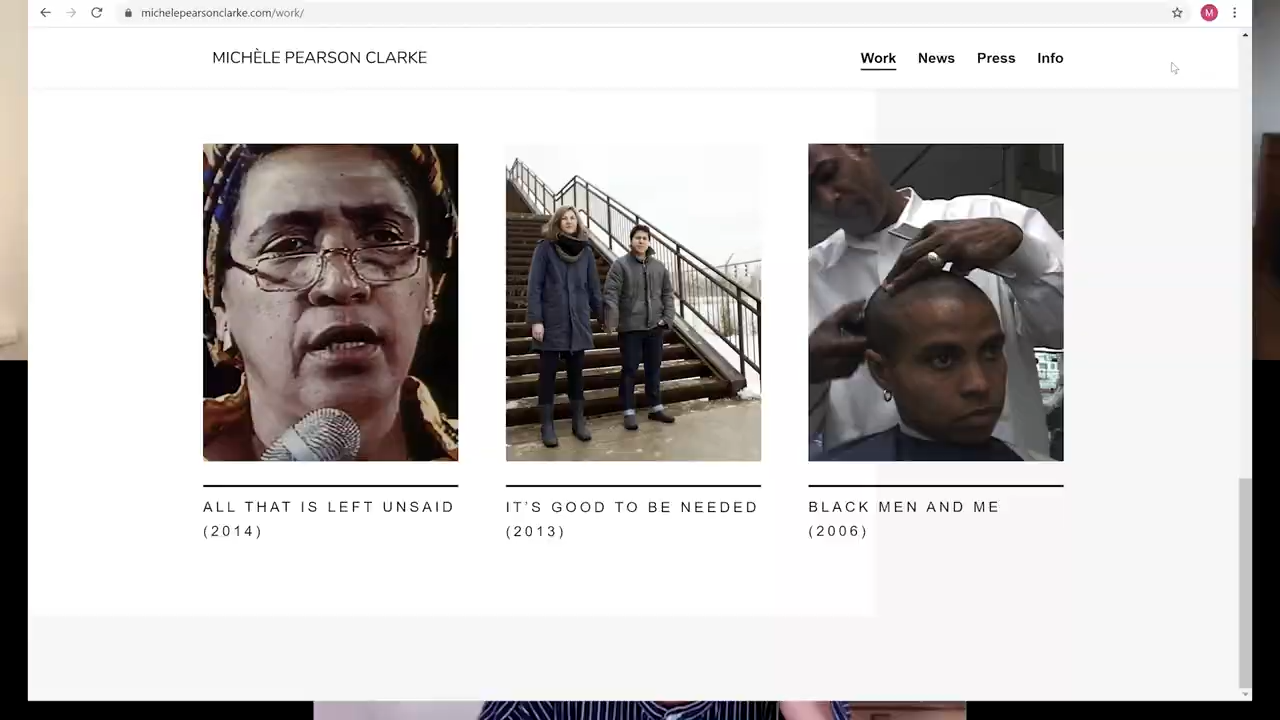 michelepearsonclarke.com/work/
M
MICHÈLE PEARSON CLARKE
Work News Press Info
ALL THAT IS LEFT UNSAID
(2014)
IT'S GOOD TO BE NEEDED
(2013)
BLACK MEN AND ME
(2006)